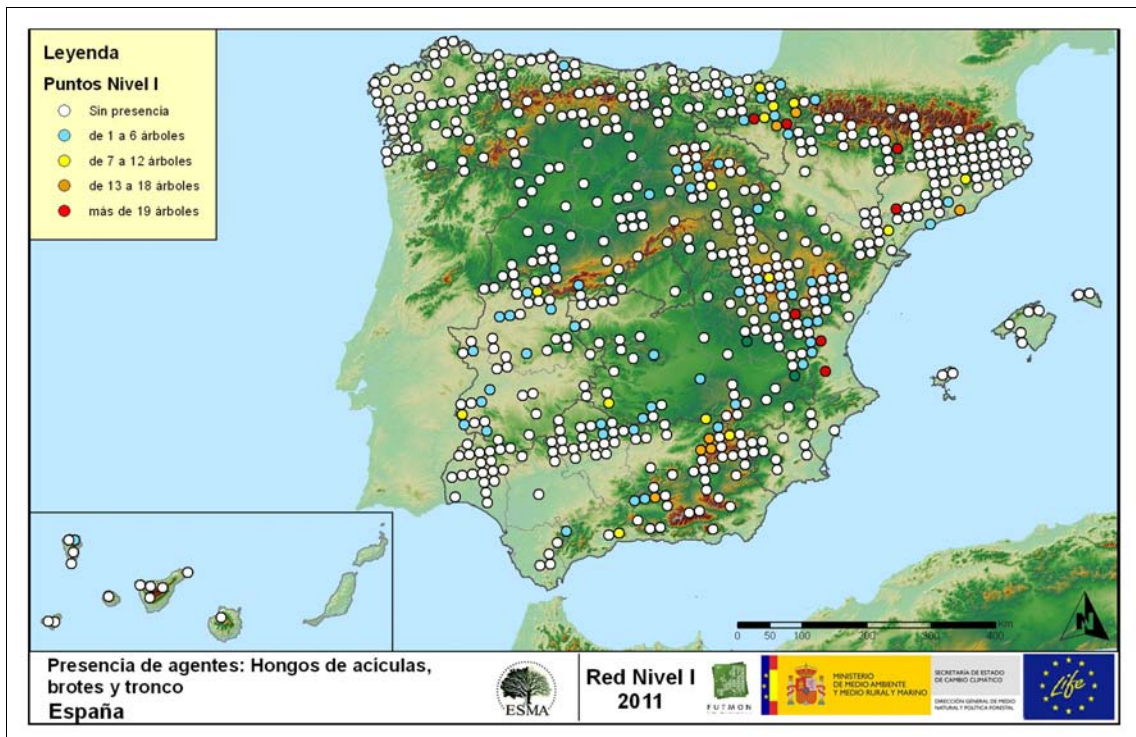 Leyenda
Puntos Nivel I
Sin presencia
de 1 a 6 árboles
de 7 a 12 árboles
de 13 a 18 árboles
más de 19 árboles
N
Km
0 50 100 200 300 400
Presencia de agentes: Hongos de acículas,
brotes y tronco
España
ESMA
Red Nivel I
2011
FUTMON
MINISTERIO
DE MEDIO AMBIENTE
Y MEDIO RURAL Y MARINO
SECRETARÍA DE ESTADO
DE CAMBIO CLIMÁTICO
DIRECCIÓN GENERAL DE MEDIO
NATURAL Y POLÍTICA FORESTAL
Life